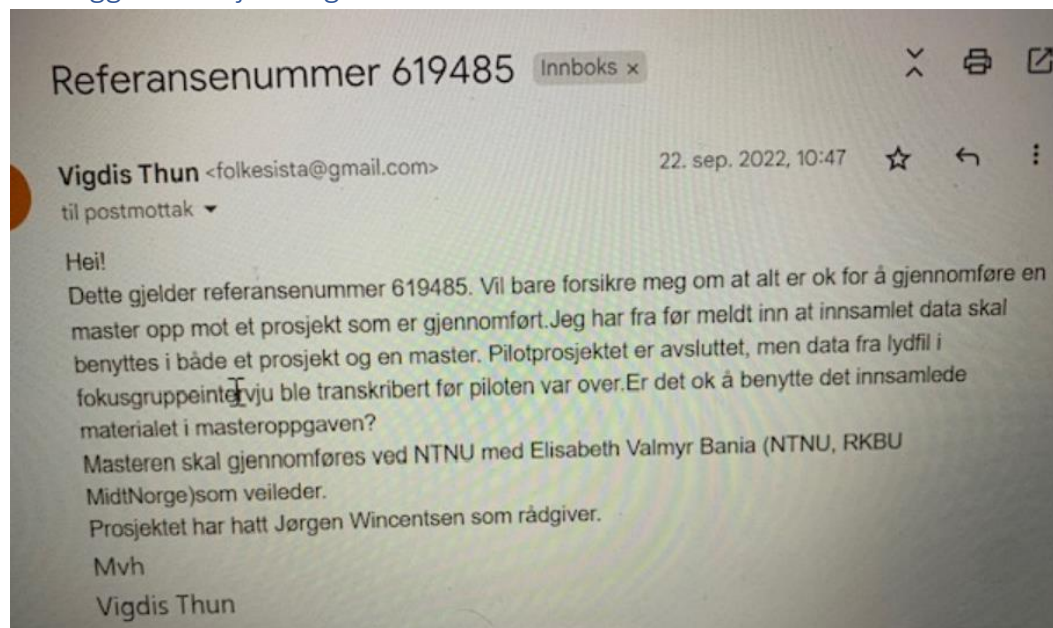 Referansenummer 619485 Innboks ×
Vigdis Thun <folkesista@gmail.com> 22. sep. 2022, 10:47
til postmottak
Hei!
Dette gjelder referansenummer 619485. Vil bare forsikre meg om at alt er ok for å gjennomføre en
master opp mot et prosjekt som er gjennomført.Jeg har fra før meldt inn at innsamlet data skal
benyttes i både et prosjekt og en master. Pilotprosjektet er avsluttet, men data fra lydfil i
fokusgruppeintervju ble transkribert før piloten var over.Er det ok å benytte det innsamlede
materialet i masteroppgaven?
Masteren skal gjennomføres ved NTNU med Elisabeth Valmyr Bania (NTNU, RKBU
MidtNorge)som veileder.
Prosjektet har hatt Jørgen Wincentsen som rådgiver.
Mvh
Vigdis Thun